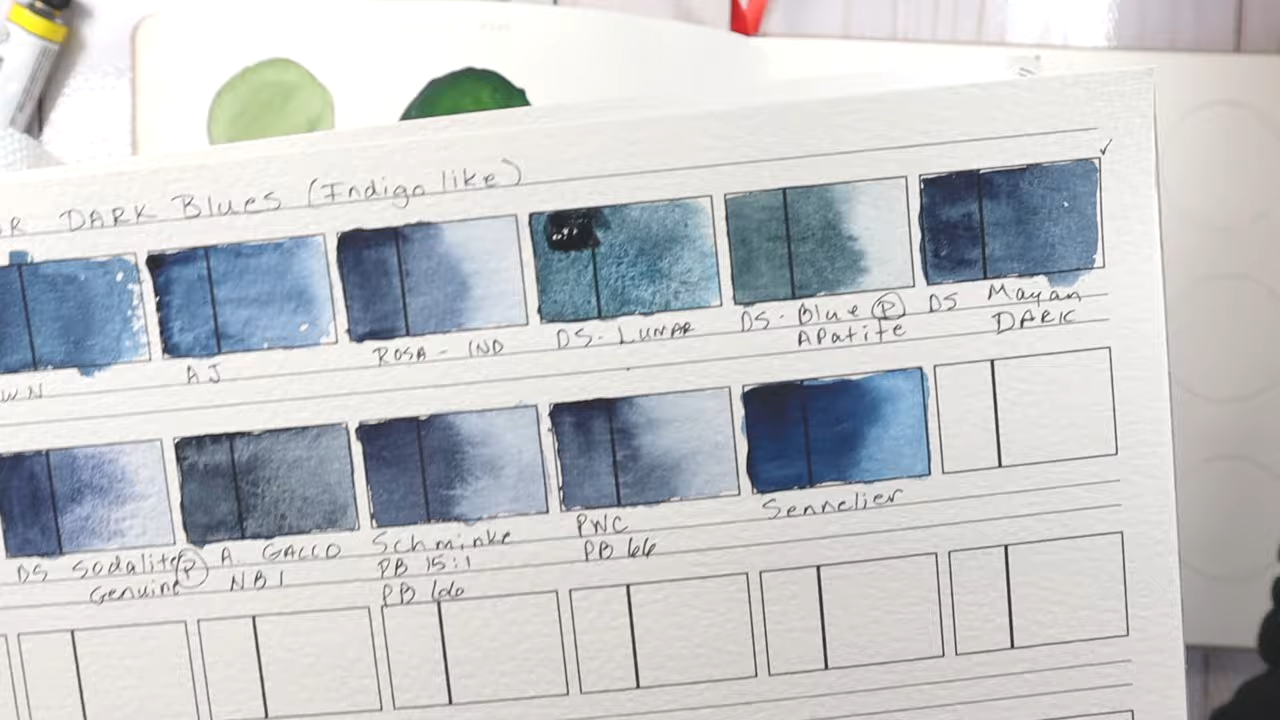 R DARK Blues (Indigo like)
WN
AJ
ROSA - IND
DS - LUNAR
DS - Blue P
APatite
DS Mayan
DARK
DS Sodalite P
Genuine
A. GALLO
NB1
Schminke
PB 15:1
PB 66
PWC
PB 66
Sennelier